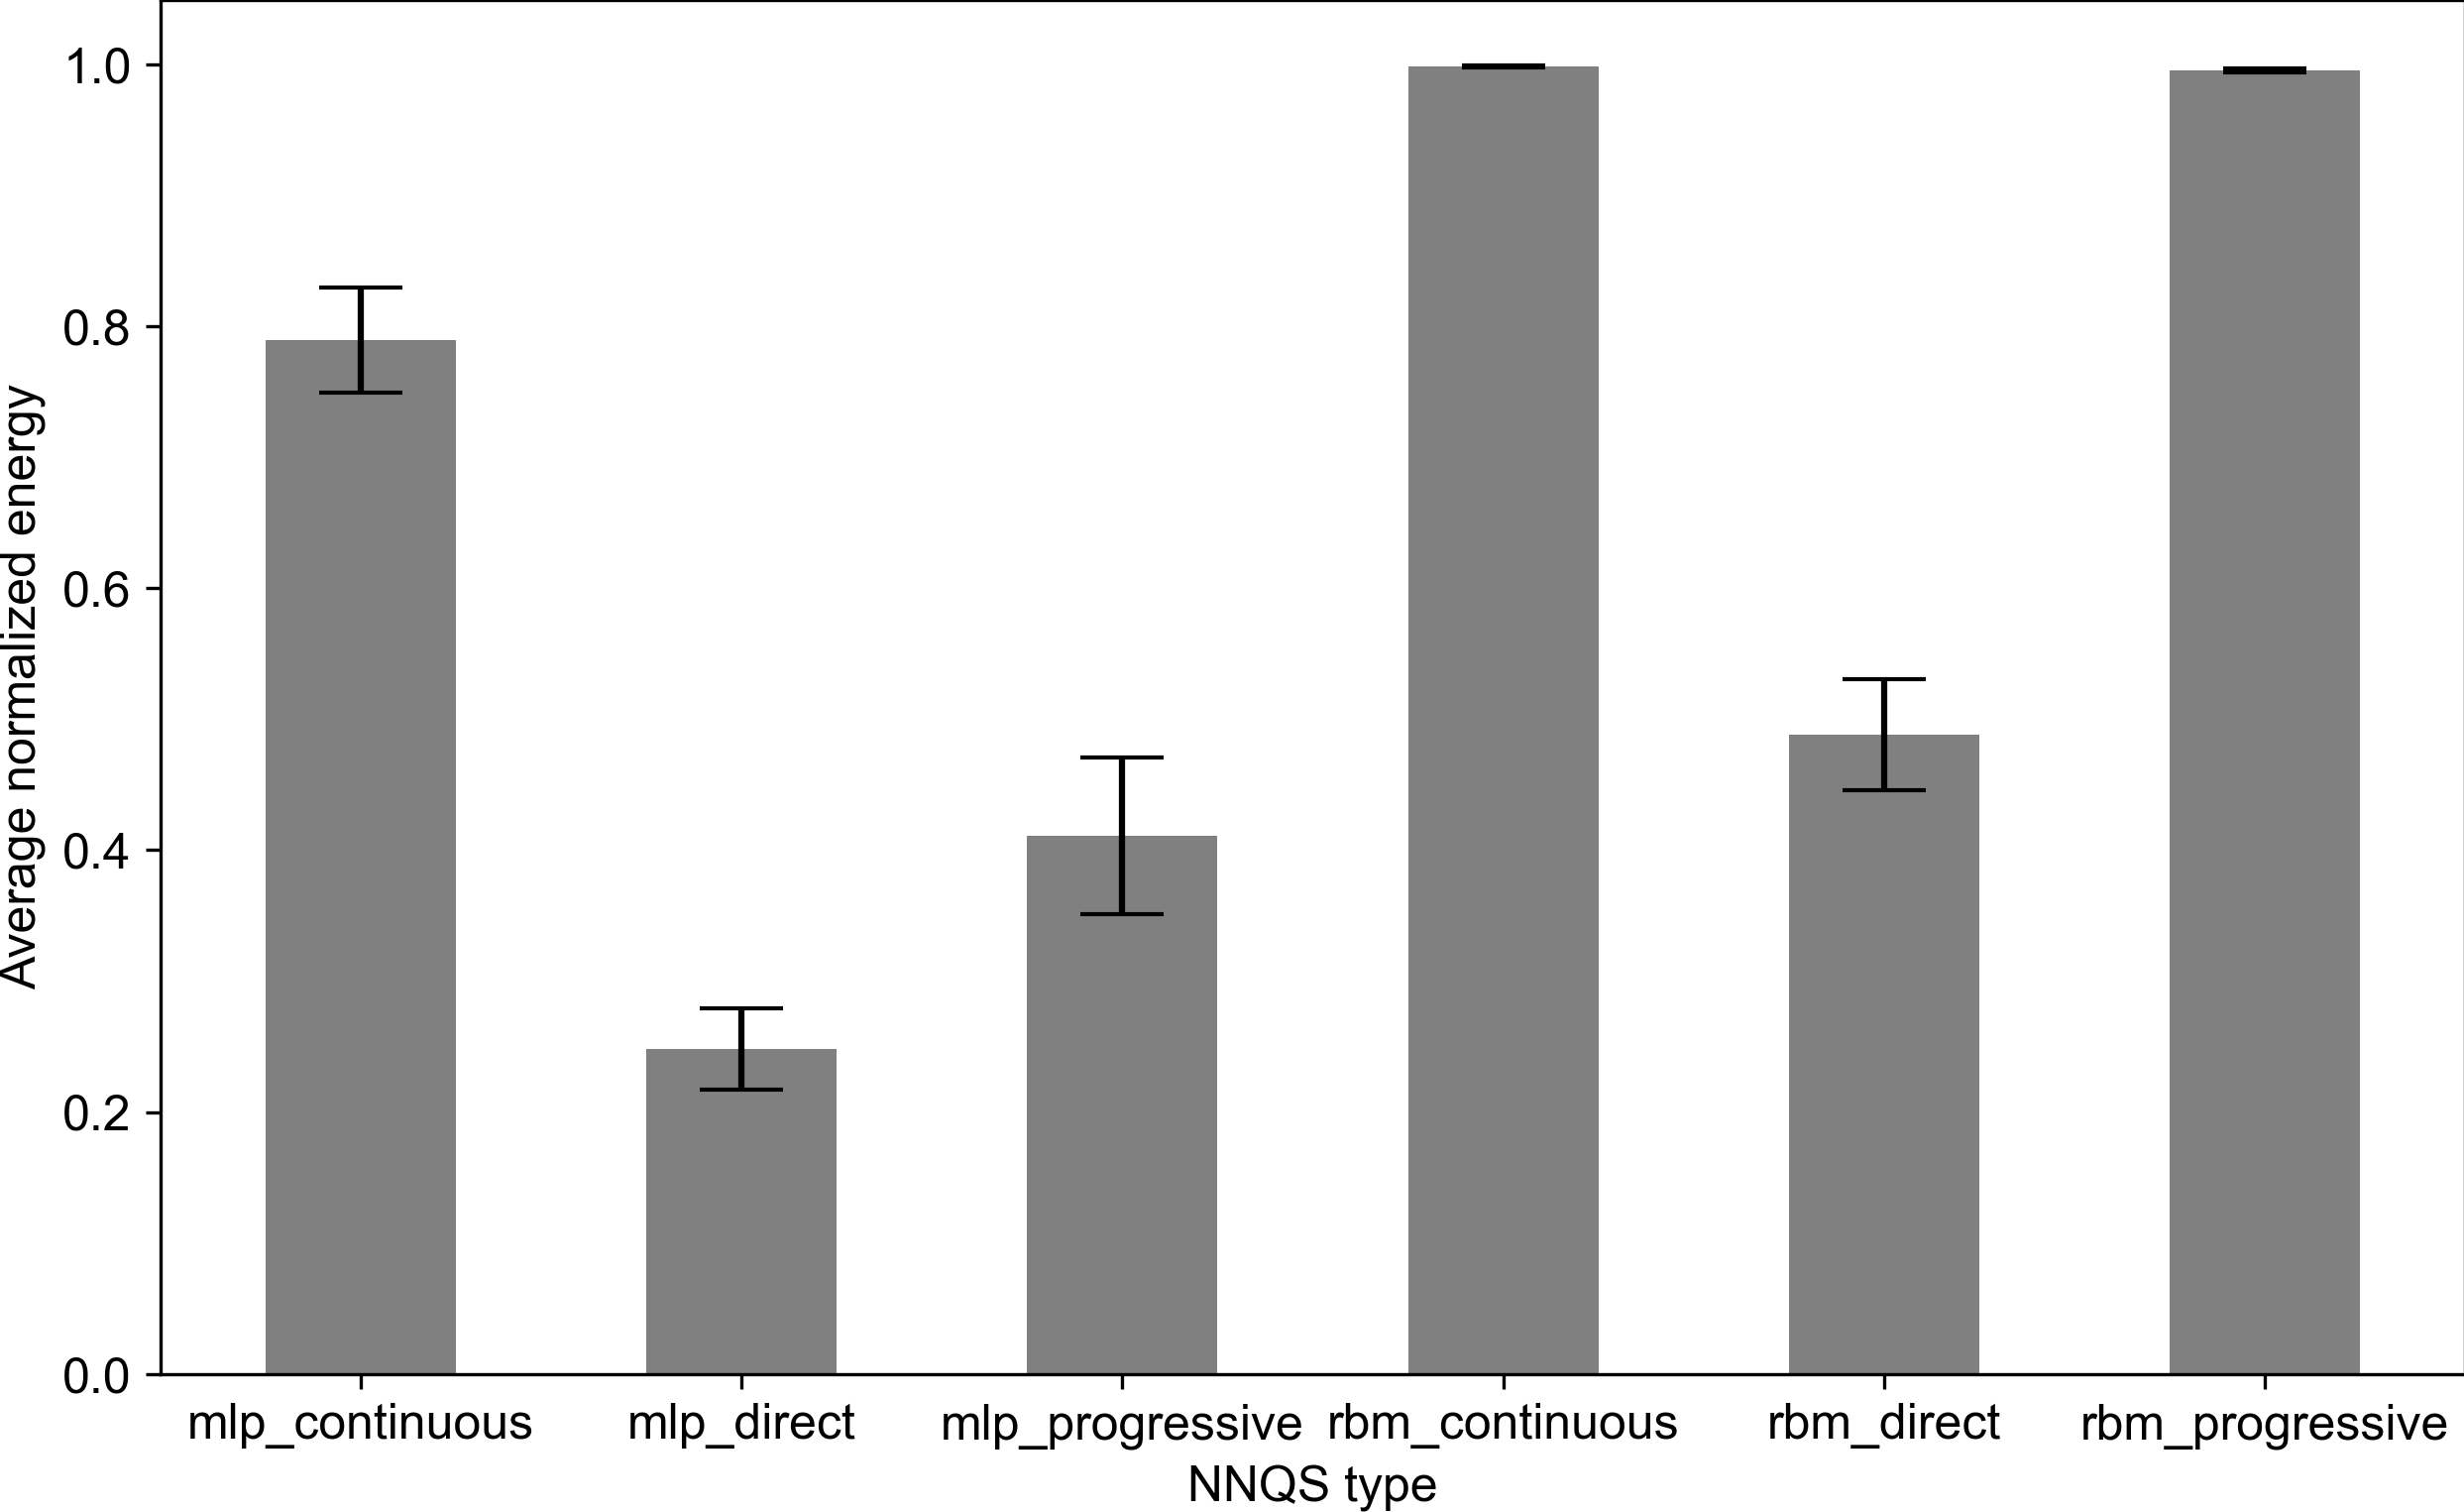 Average normalized energy
1.0
0.8
0.6
0.4
0.2
0.0
mlp_continuous mlp_direct mlp_progressive rbm_continuous rbm_direct rbm_progressive
NNQS type